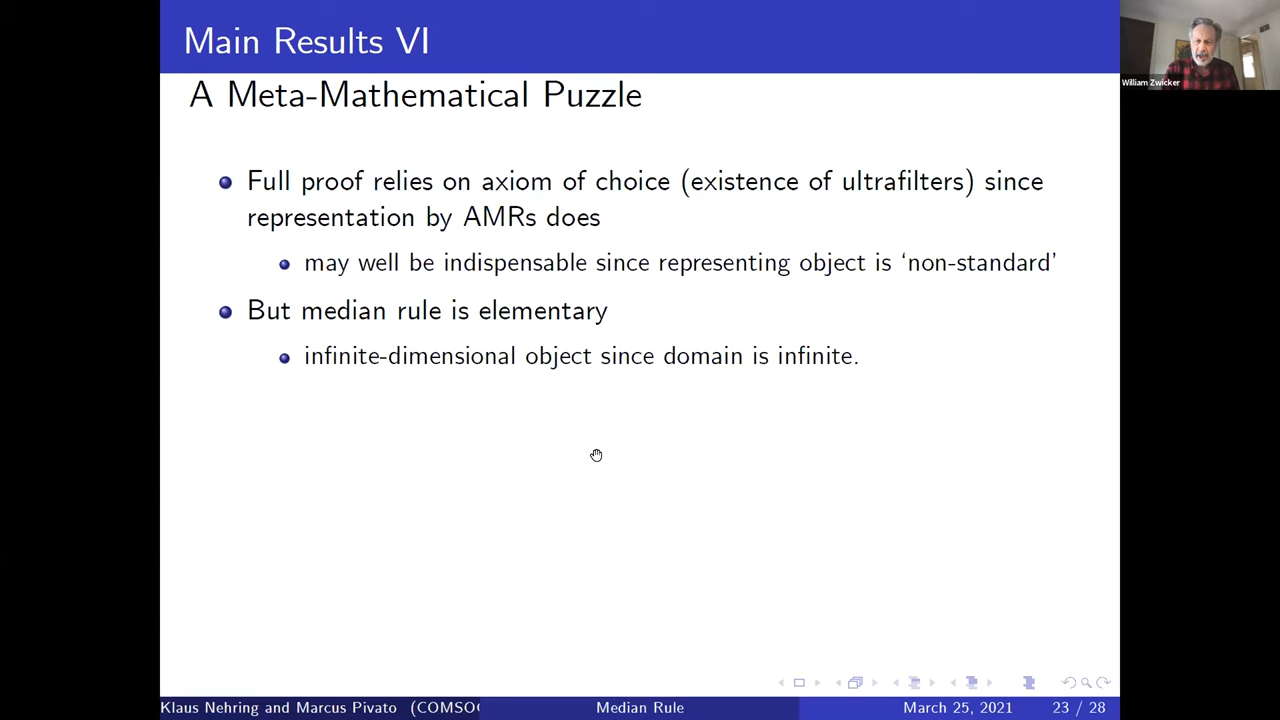 Main Results VI
William Zwicker
A Meta-Mathematical Puzzle
Full proof relies on axiom of choice (existence of ultrafilters) since
representation by AMRs does
may well be indispensable since representing object is ‘non-standard’
But median rule is elementary
infinite-dimensional object since domain is infinite.
Klaus Nehring and Marcus Pivato (COMSOC
Median Rule
March 25, 2021
23 / 28